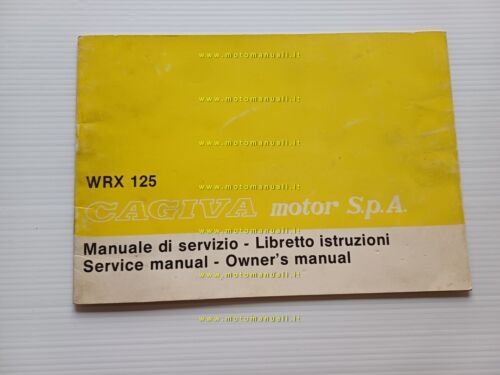 www.motomanuali.it
www.motomanuali.it
www.motomanuali.it
WRX 125
www.motomanuali.it
CAGIVA motor S.p.A.
Manuale di servizio - Libretto istruzioni
Service manual - Owner's manual
www.motomanuali.it
www.motomanuali.it